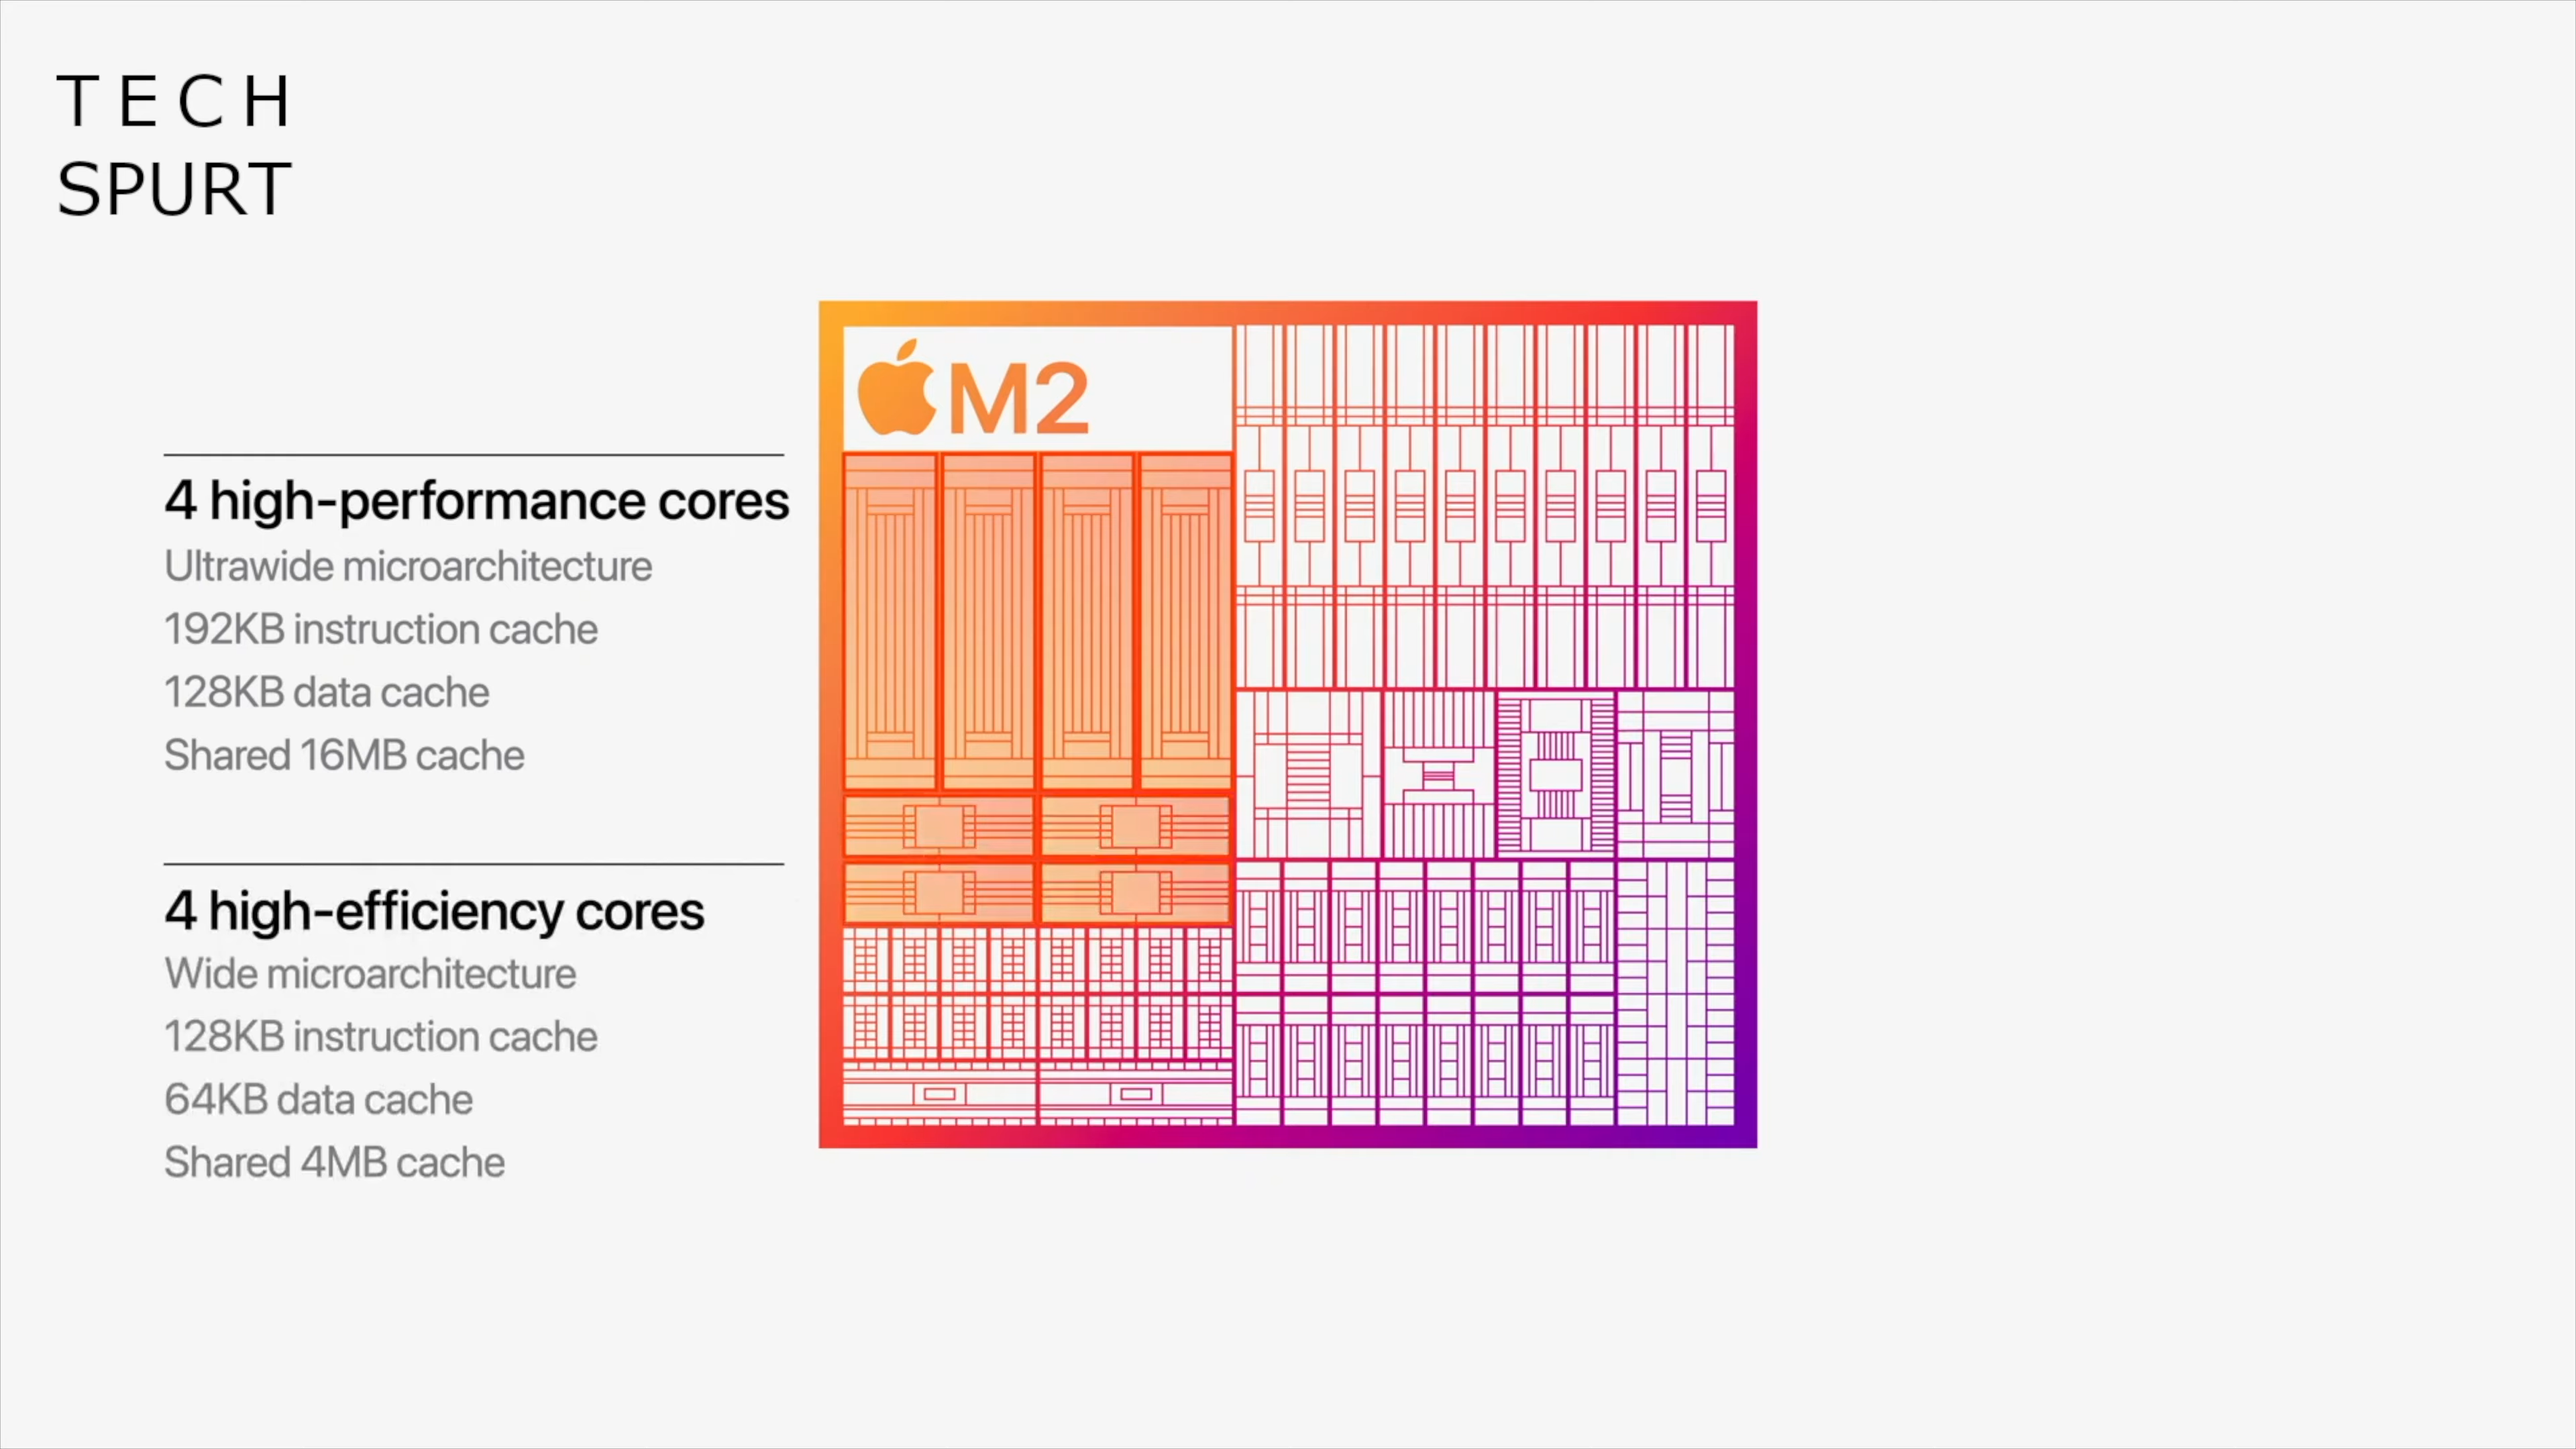 TECH
SPURT
M2
4 high-performance cores
Ultrawide microarchitecture
192KB instruction cache
128KB data cache
Shared 16MB cache
4 high-efficiency cores
Wide microarchitecture
128KB instruction cache
64KB data cache
Shared 4MB cache